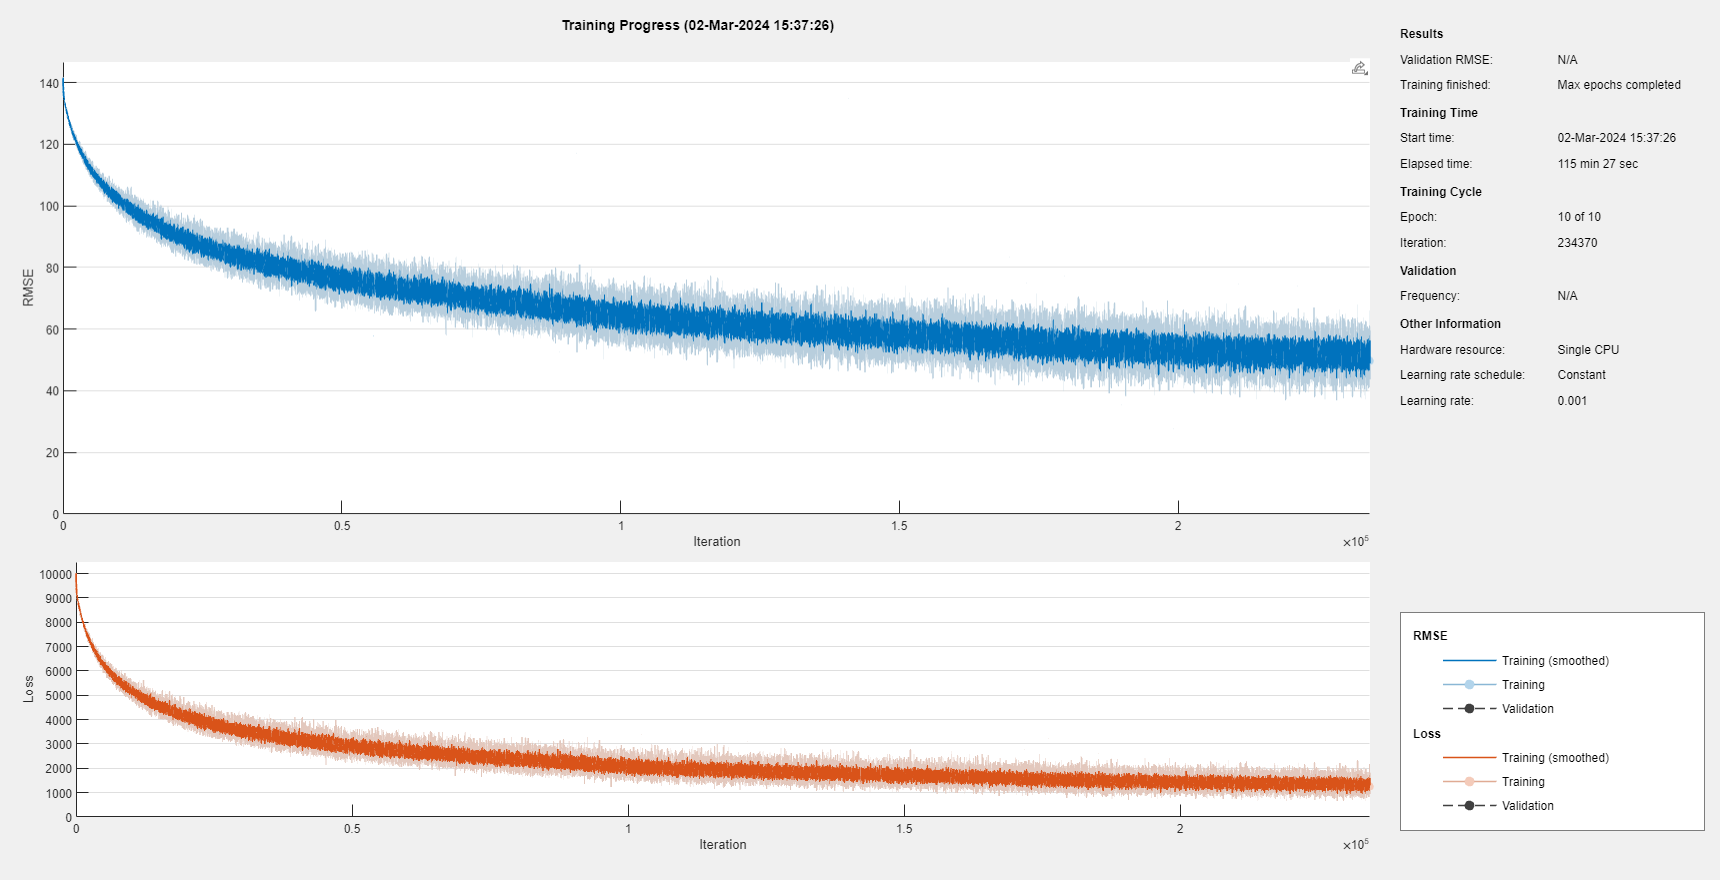 Training Progress (02-Mar-2024 15:37:26)
140
120
100
80
60
40
20
0
RMSE
0 0.5 1 1.5 2
Iteration
×10⁵
10000
9000
8000
7000
6000
5000
4000
3000
2000
1000
0
Loss
0 0.5 1 1.5 2
Iteration
×10⁵
Results
Validation RMSE: N/A
Training finished: Max epochs completed
Training Time
Start time: 02-Mar-2024 15:37:26
Elapsed time: 115 min 27 sec
Training Cycle
Epoch: 10 of 10
Iteration: 234370
Validation
Frequency: N/A
Other Information
Hardware resource: Single CPU
Learning rate schedule: Constant
Learning rate: 0.001
RMSE
Training (smoothed)
Training
Validation
Loss
Training (smoothed)
Training
Validation